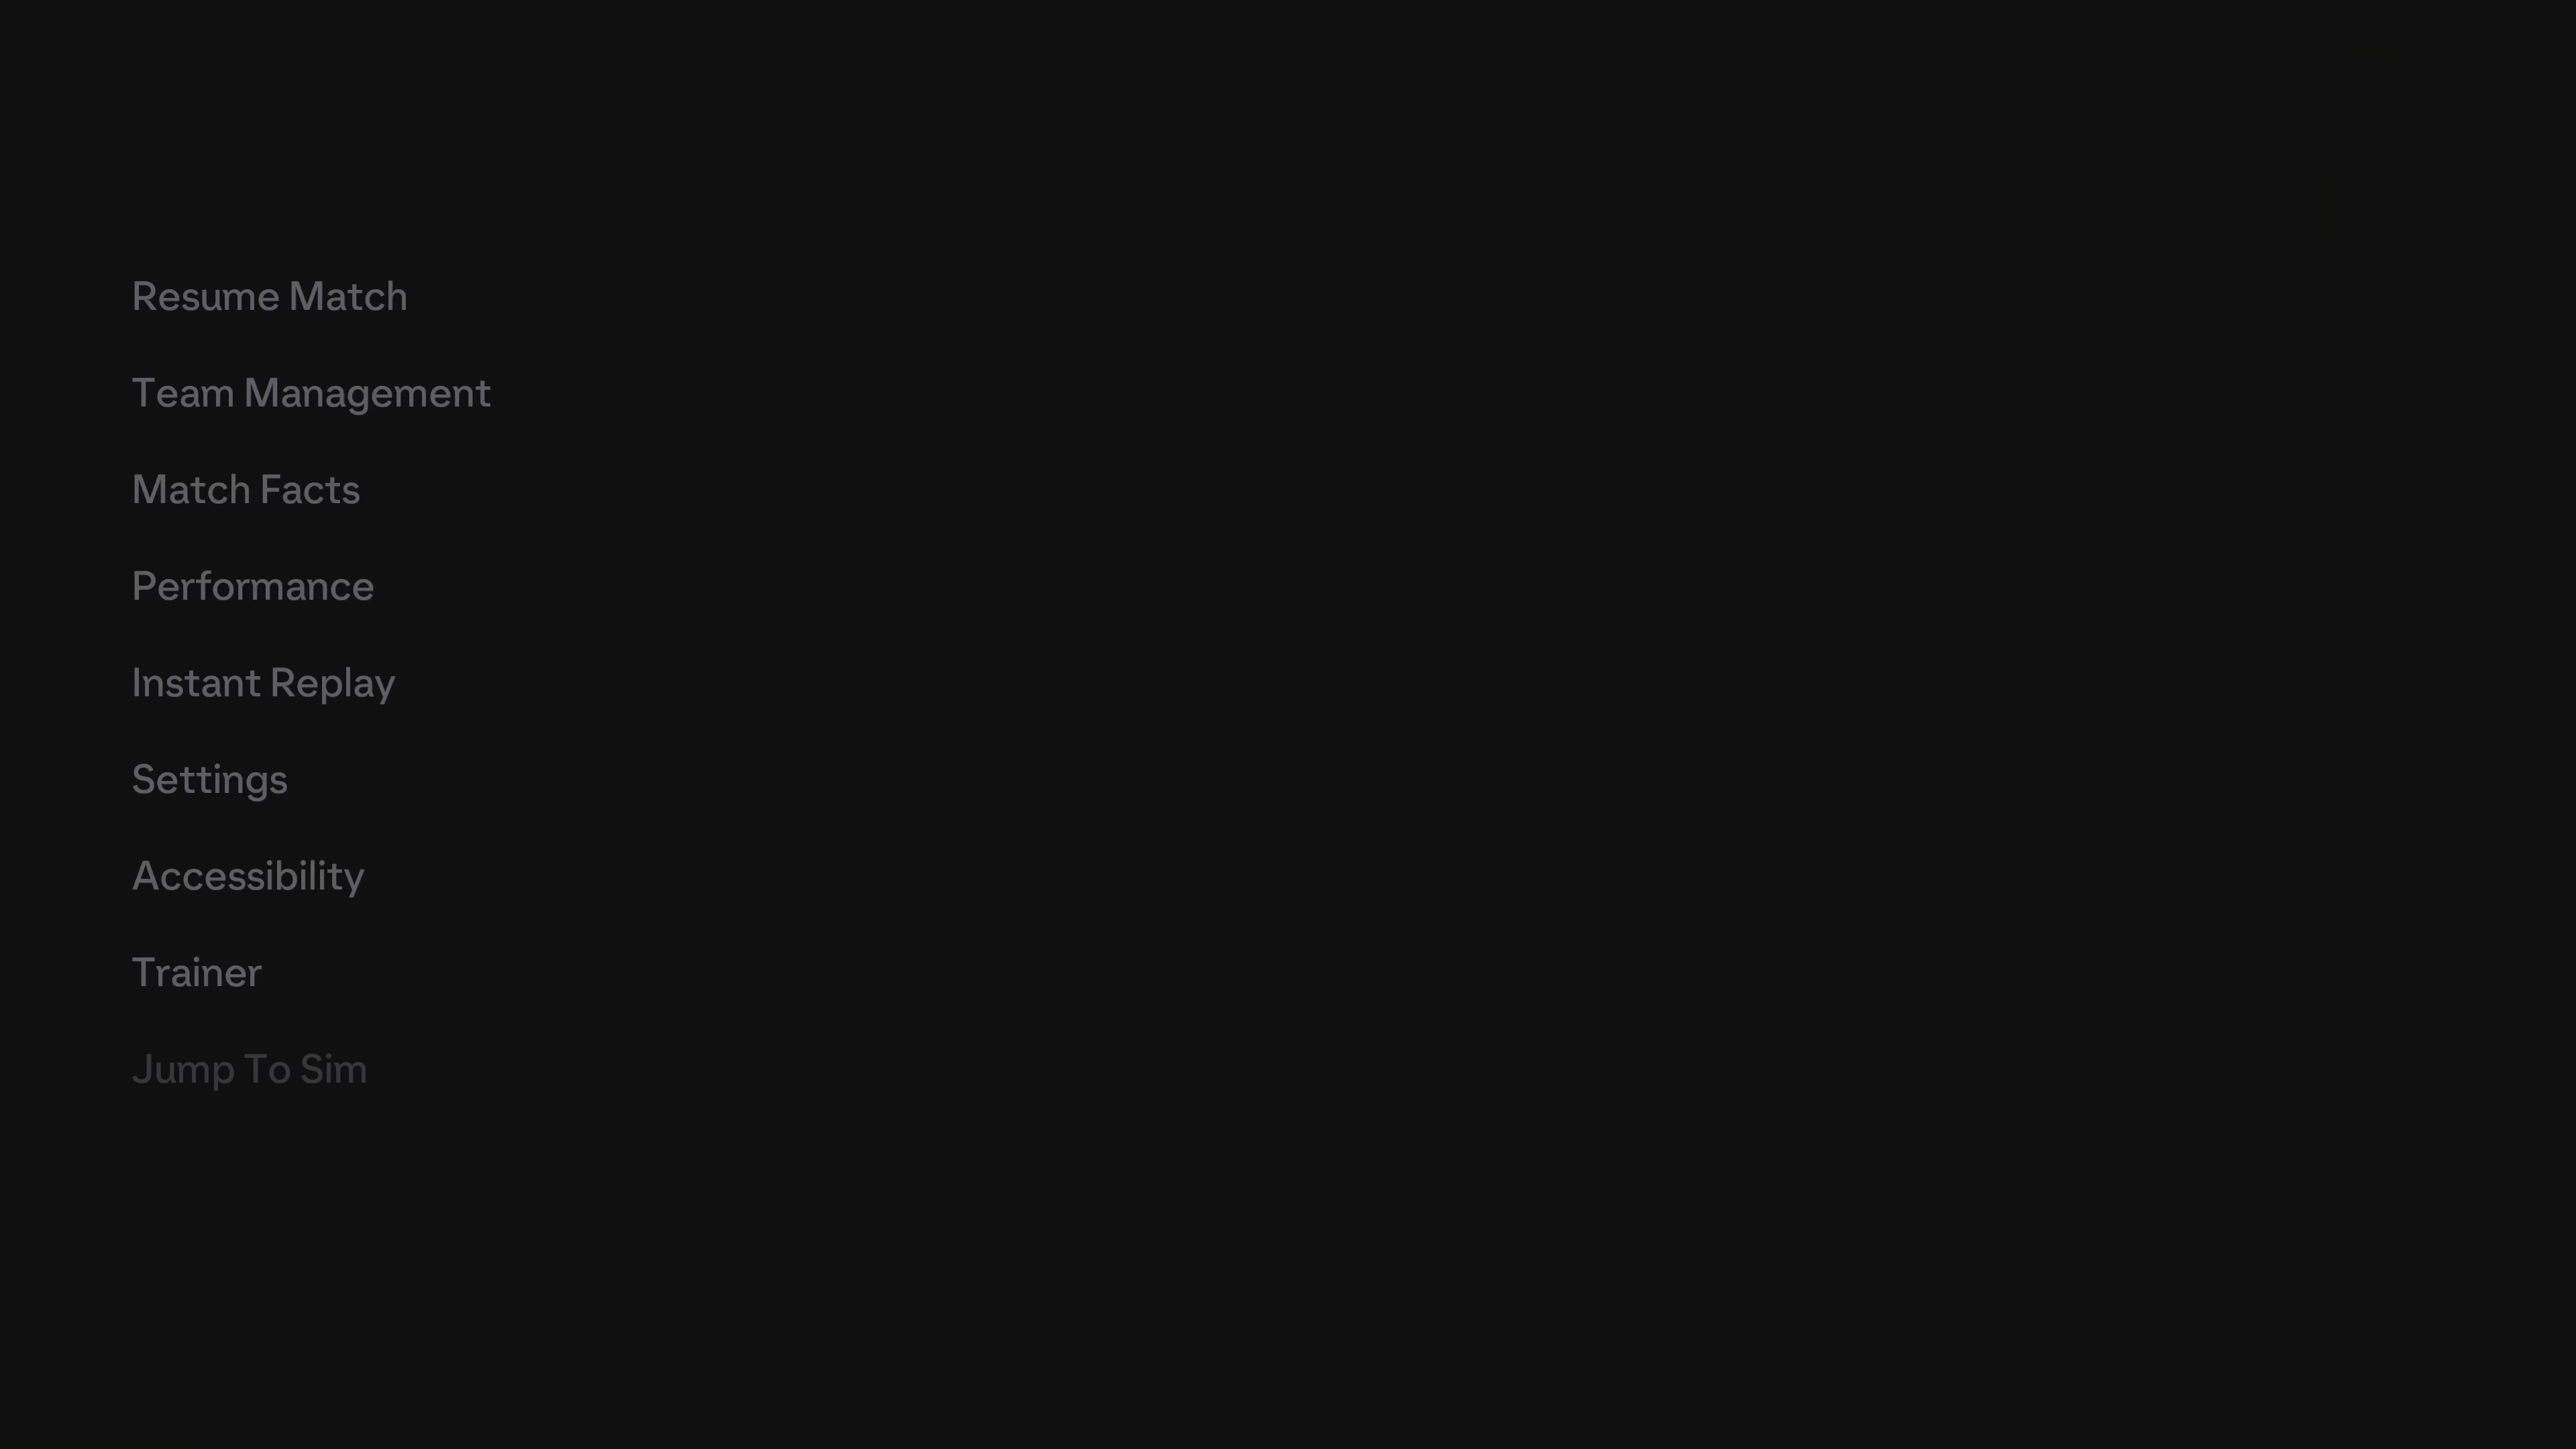 Resume Match
Team Management
Match Facts
Performance
Instant Replay
Settings
Accessibility
Trainer
Jump To Sim